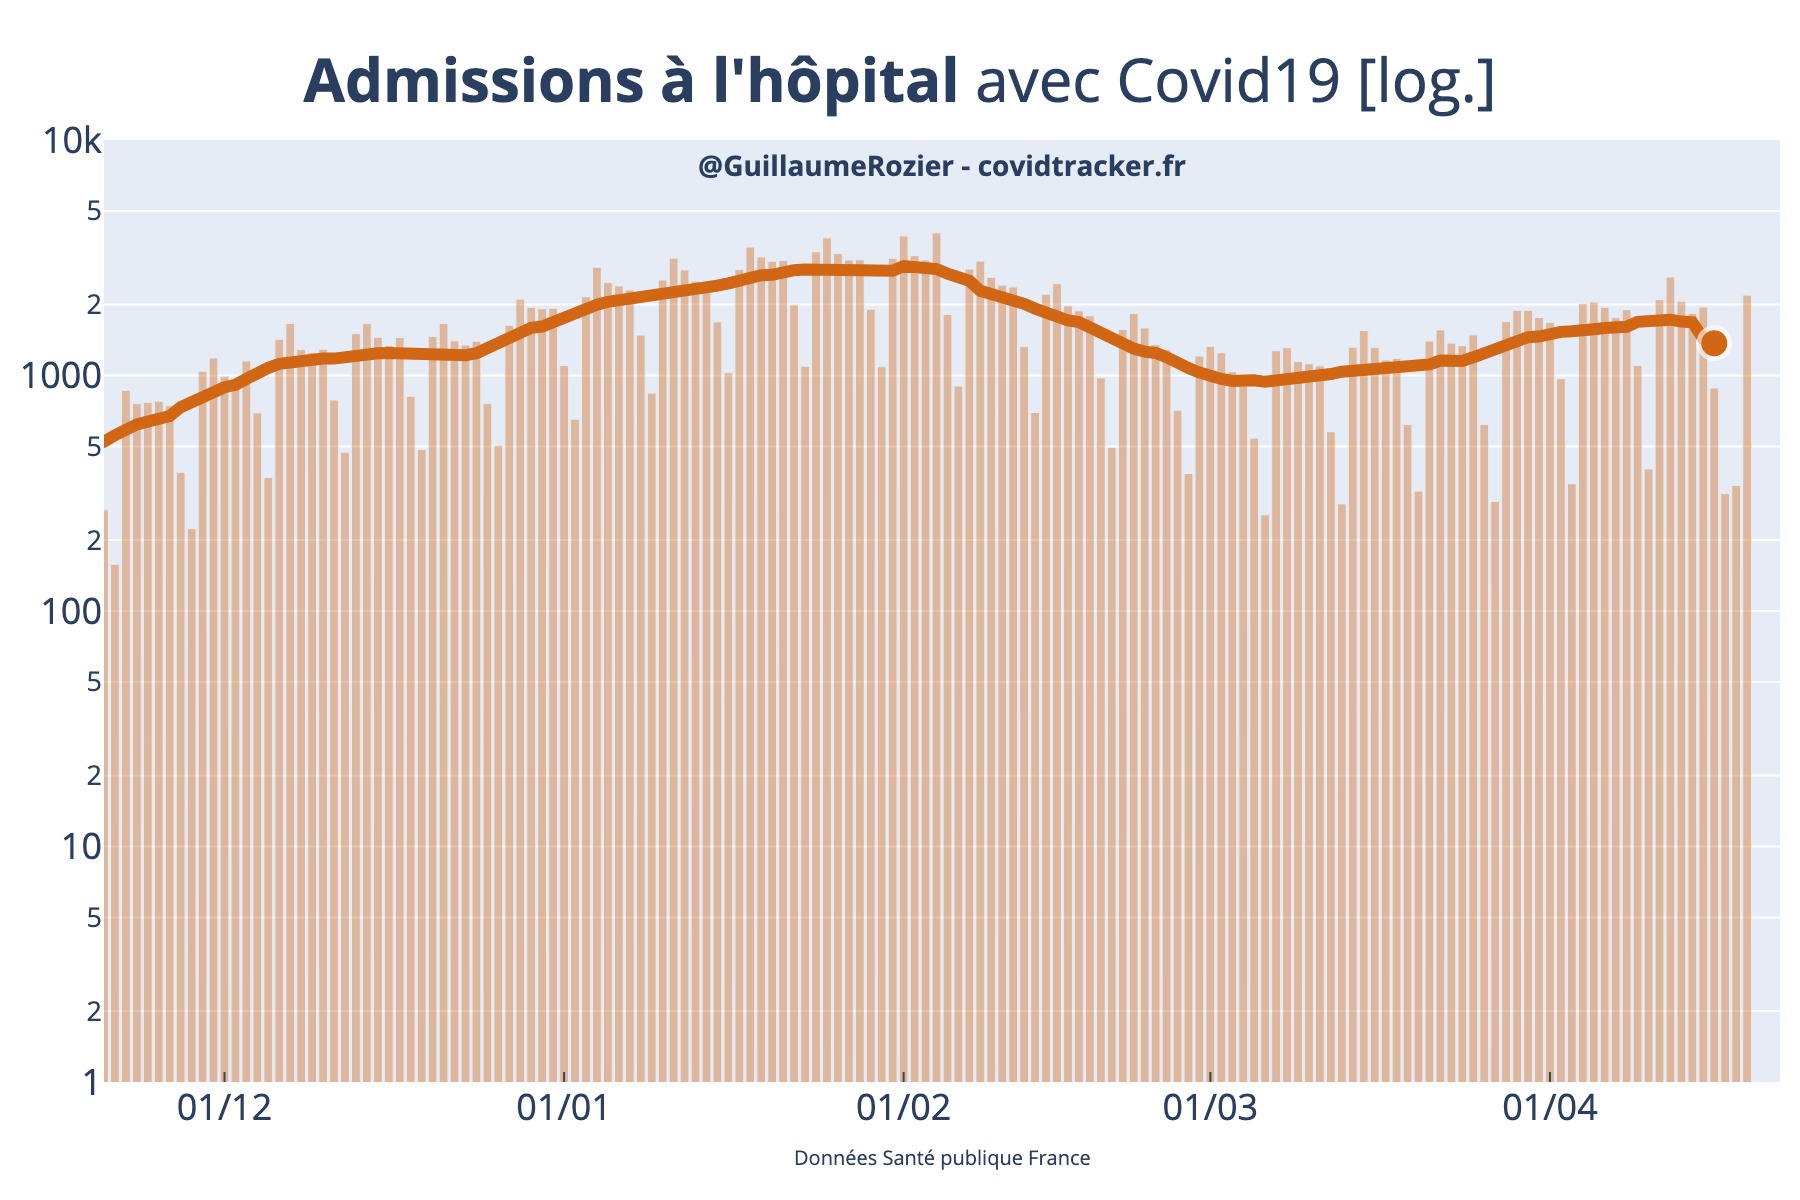 Admissions à l'hôpital avec Covid19 [log.]
@GuillaumeRozier - covidtracker.fr
10k
5
2
1000
5
2
100
5
2
10
5
2
1
01/12 01/01 01/02 01/03 01/04
Données Santé publique France